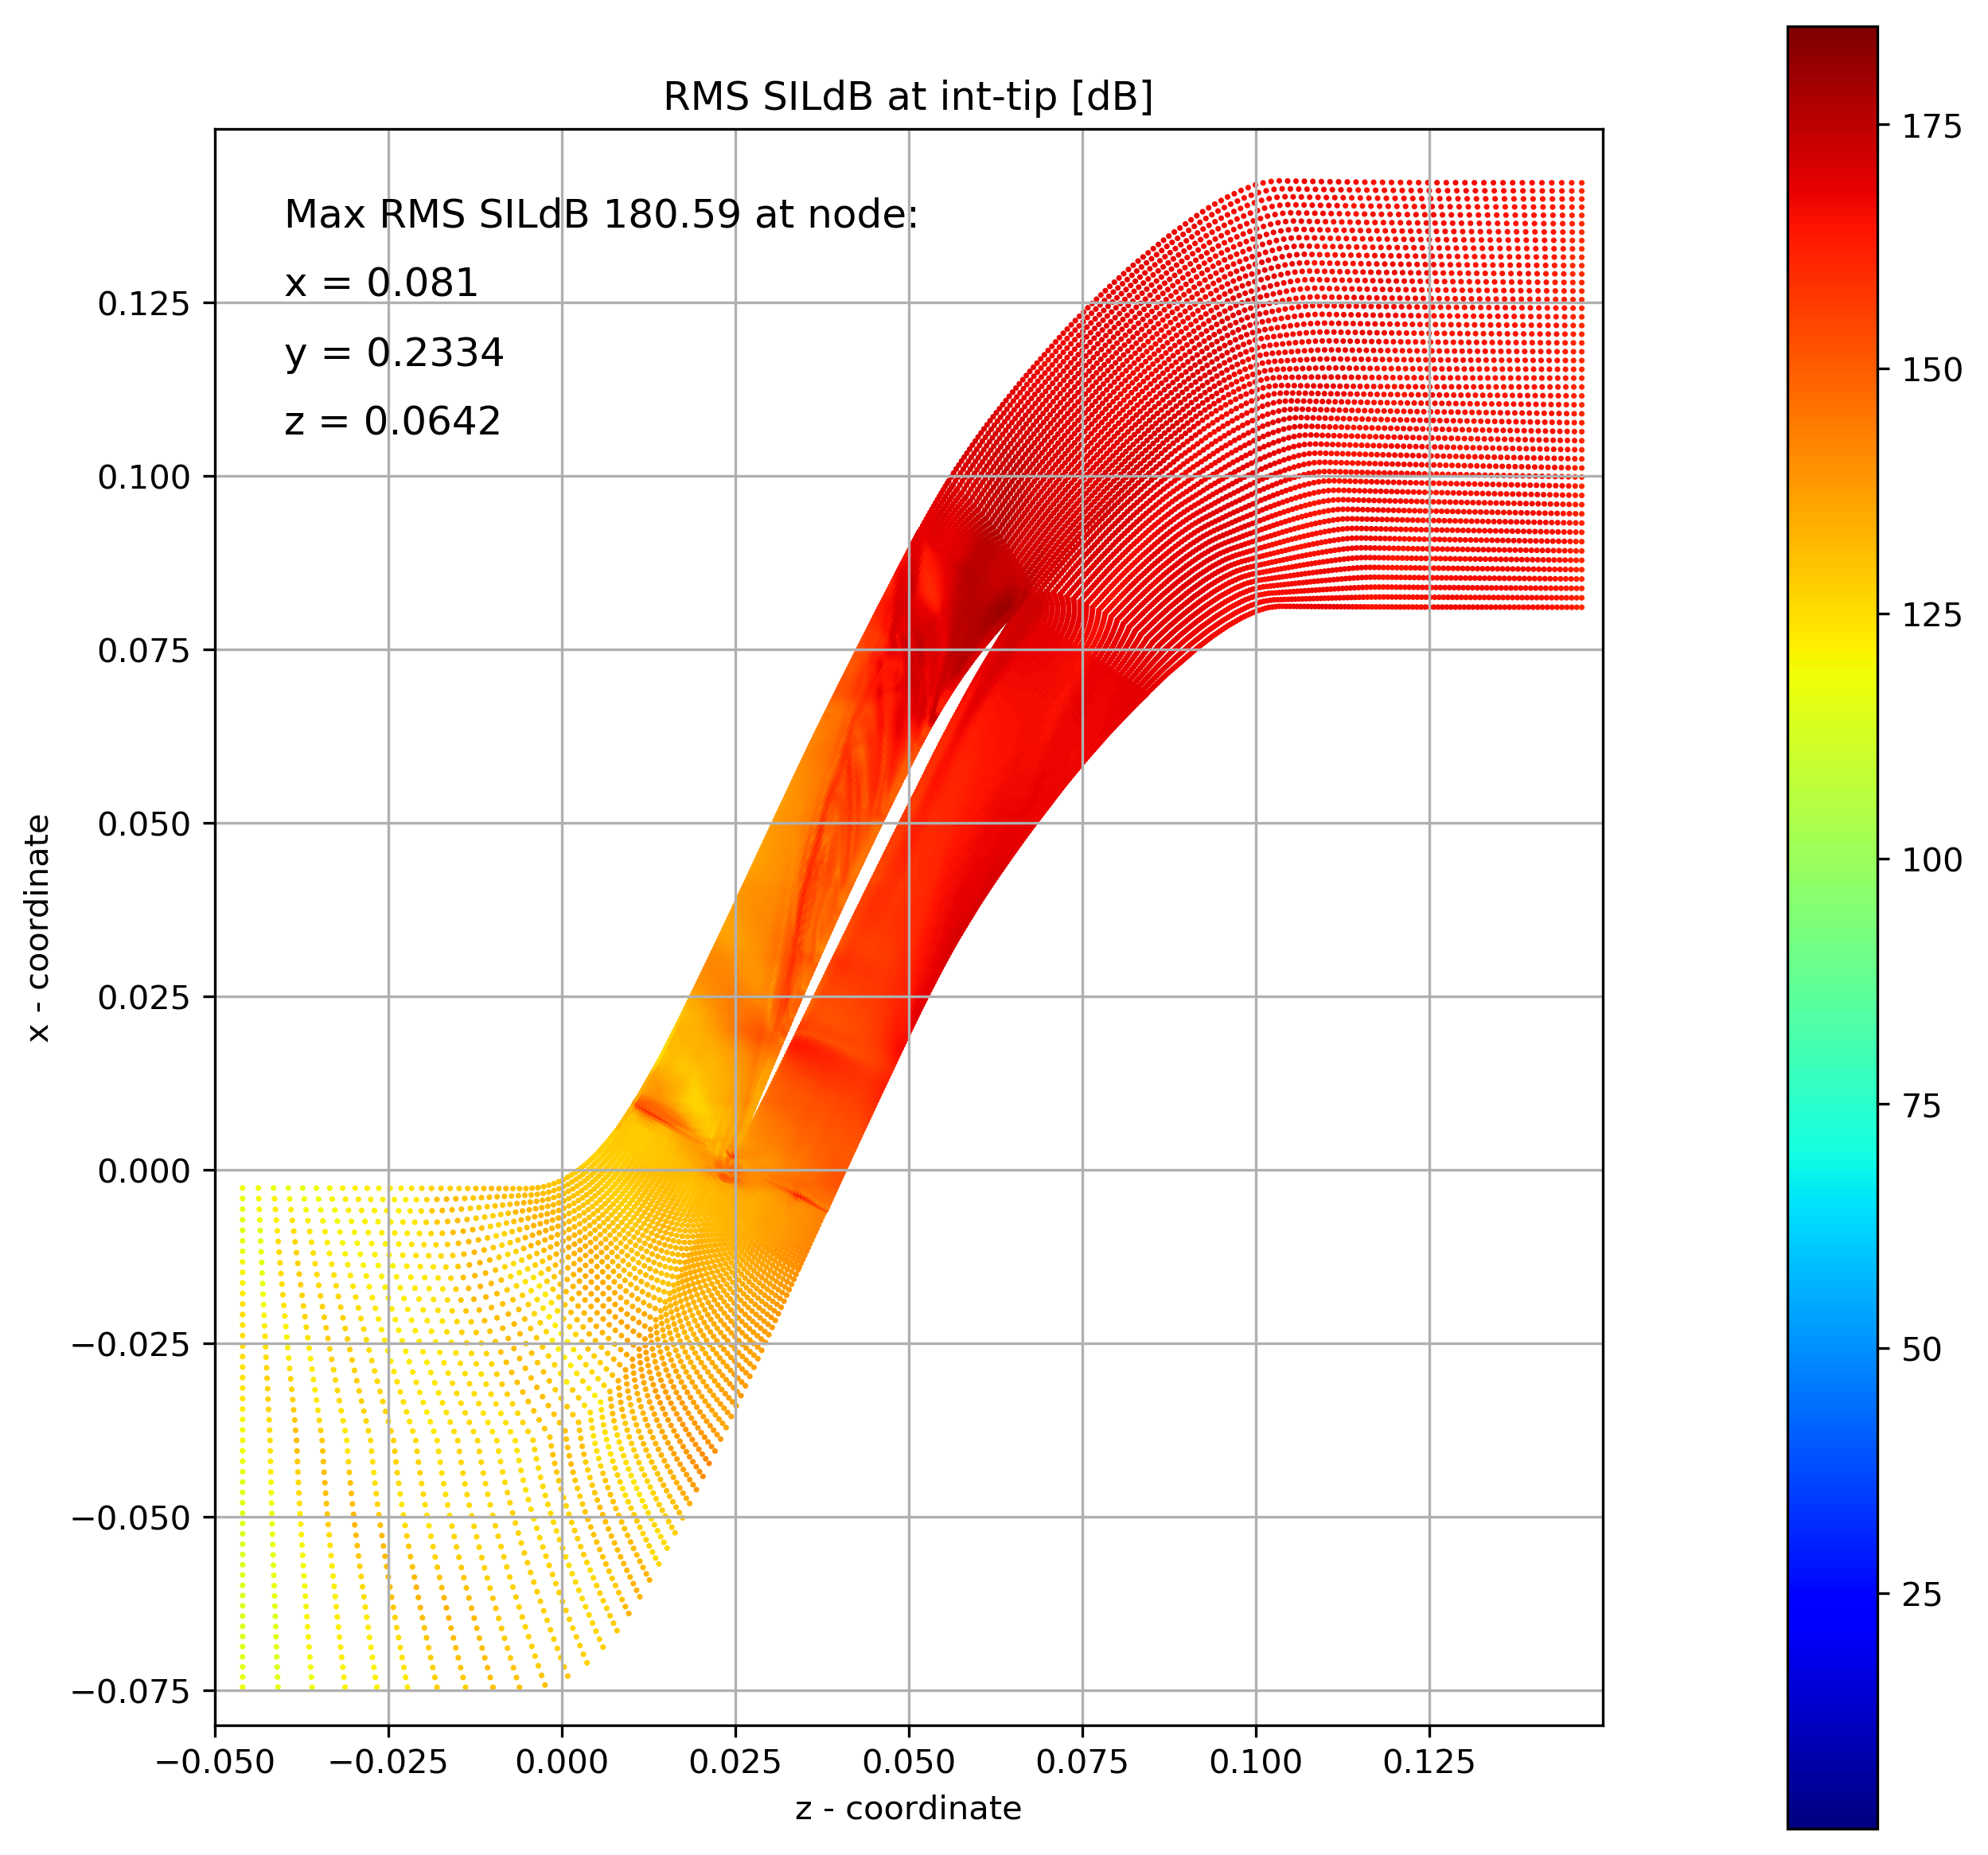 RMS SILdB at int-tip [dB]
Max RMS SILdB 180.59 at node:
x = 0.081
y = 0.2334
z = 0.0642
x - coordinate
0.125
0.100
0.075
0.050
0.025
0.000
−0.025
−0.050
−0.075
−0.050 −0.025 0.000 0.025 0.050 0.075 0.100 0.125
z - coordinate
175
150
125
100
75
50
25